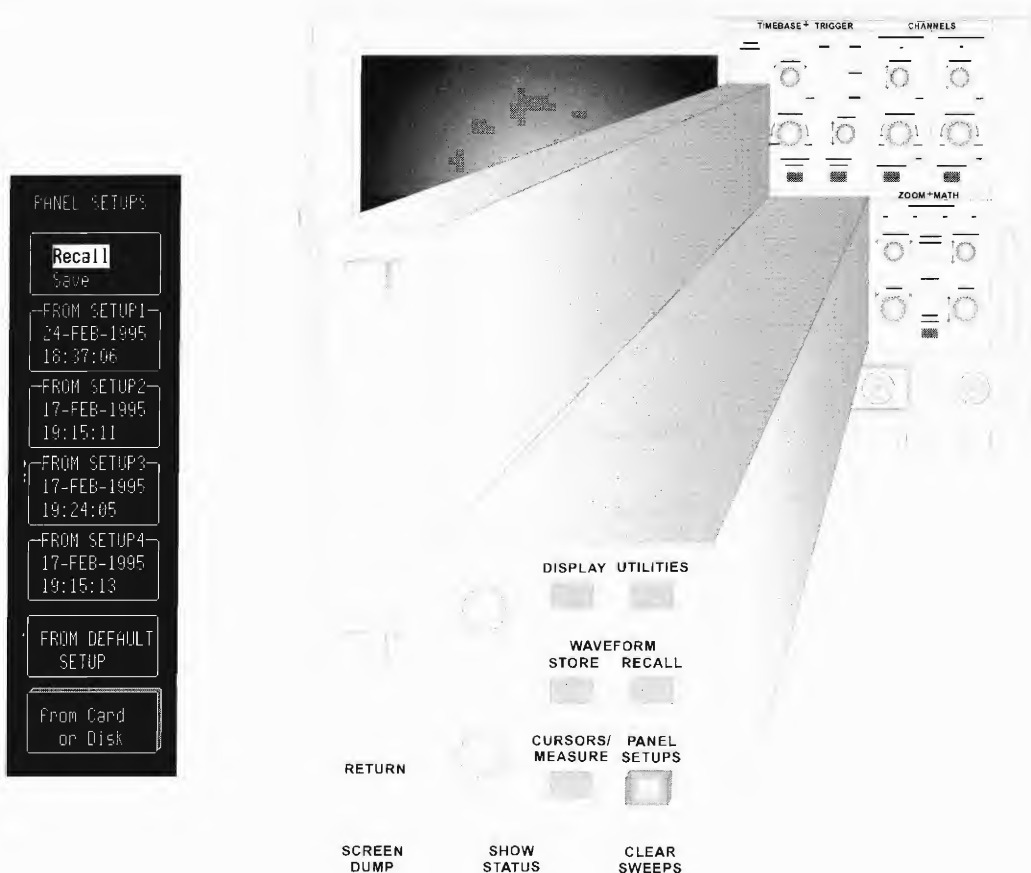 PANEL SETUPS
Recall
Save
FROM SETUP1
24-FEB-1995
18:37:06
FROM SETUP2
17-FEB-1995
19:15:11
FROM SETUP3
17-FEB-1995
19:24:05
FROM SETUP4
17-FEB-1995
19:15:13
FROM DEFAULT
SETUP
From Card
or Disk
TIMEBASE + TRIGGER
CHANNELS
ZOOM + MATH
DISPLAY UTILITIES
WAVEFORM
STORE RECALL
CURSORS/ PANEL
MEASURE SETUPS
RETURN
SCREEN SHOW CLEAR
DUMP STATUS SWEEPS